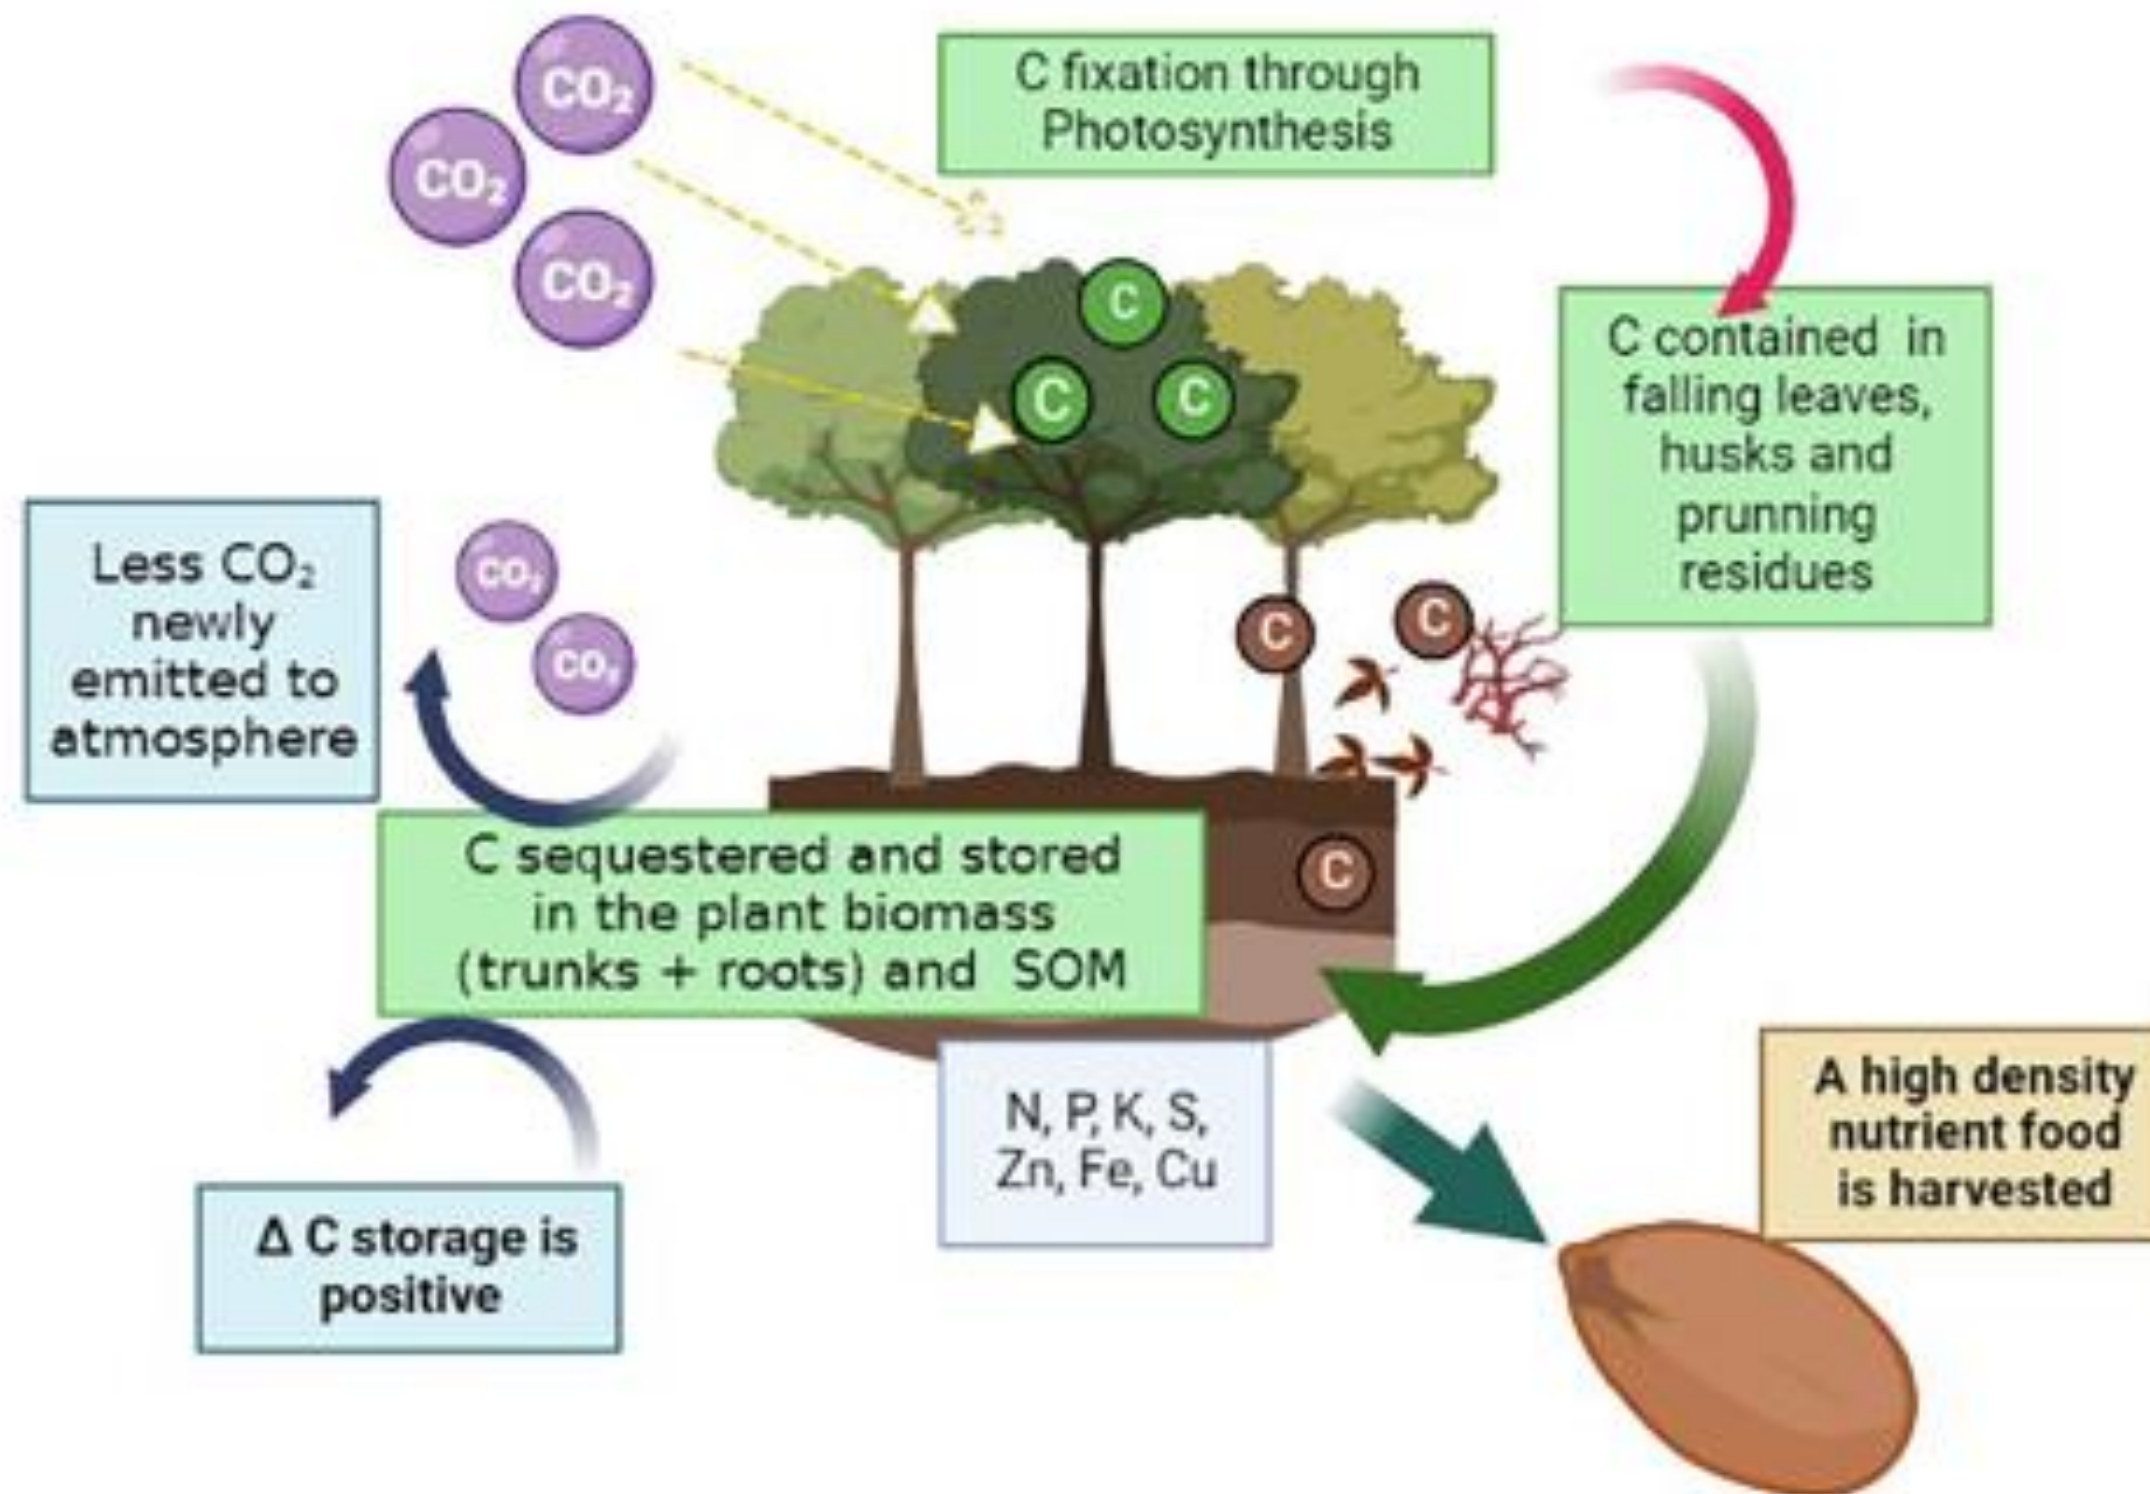 CO₂
CO₂
CO₂
C fixation through
Photosynthesis
C
C
C
C contained in
falling leaves,
husks and
prunning
residues
Less CO₂
newly
emitted to
atmosphere
CO₂
CO₂
C
C
C sequestered and stored
in the plant biomass
(trunks + roots) and SOM
C
N, P, K, S,
Zn, Fe, Cu
A high density
nutrient food
is harvested
Δ C storage is
positive